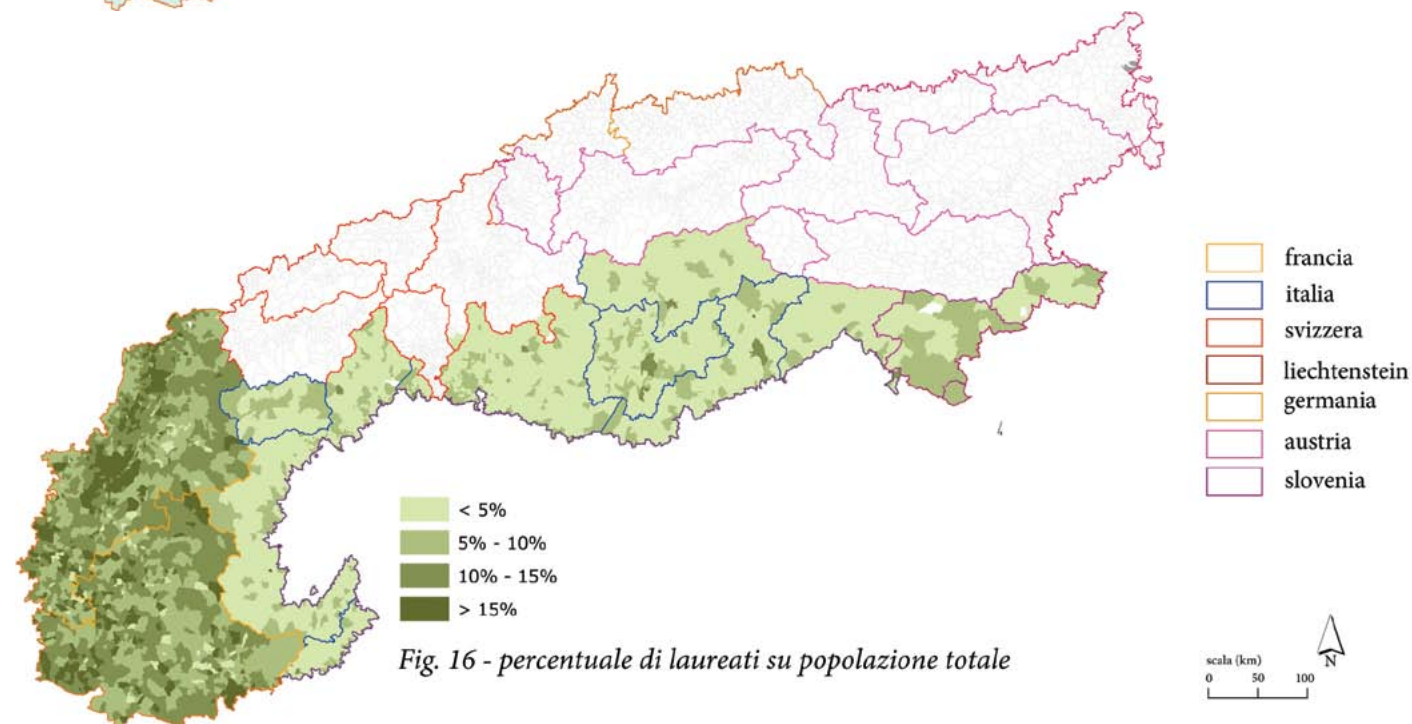 francia
italia
svizzera
liechtenstein
germania
austria
slovenia
< 5%
5% - 10%
10% - 15%
> 15%
Fig. 16 - percentuale di laureati su popolazione totale
scala (km)
0 50 100
N